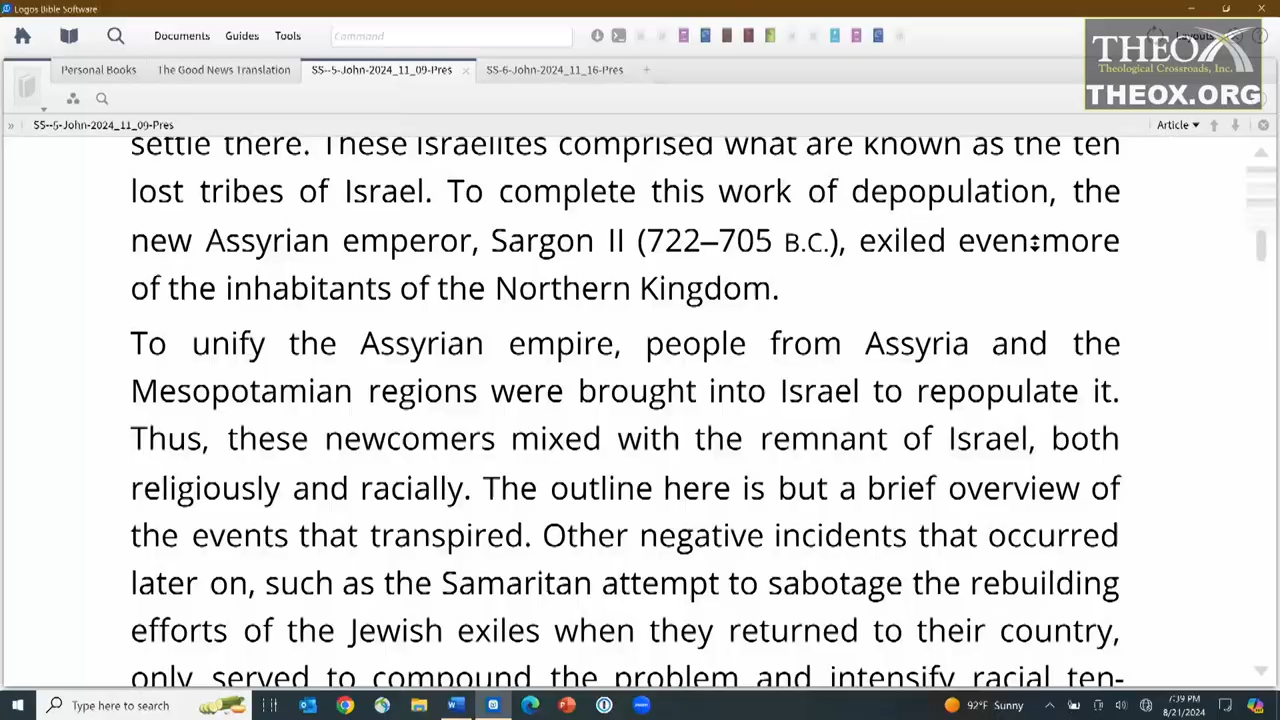 Logos Bible Software
Documents Guides Tools Command Layouts
THEOX
Theological Crossroads, Inc.
THEOX.ORG
Personal Books The Good News Translation SS--5-John-2024_11_09-Pres SS-6-John-2024_11_16-Pres
SS--5-John-2024_11_09-Pres Article
settle there. These Israelites comprised what are known as the ten
lost tribes of Israel. To complete this work of depopulation, the
new Assyrian emperor, Sargon II (722–705 B.C.), exiled even more
of the inhabitants of the Northern Kingdom.
To unify the Assyrian empire, people from Assyria and the
Mesopotamian regions were brought into Israel to repopulate it.
Thus, these newcomers mixed with the remnant of Israel, both
religiously and racially. The outline here is but a brief overview of
the events that transpired. Other negative incidents that occurred
later on, such as the Samaritan attempt to sabotage the rebuilding
efforts of the Jewish exiles when they returned to their country,
only served to compound the problem and intensify racial ten-
Type here to search 92°F Sunny 7:39 PM
8/21/2024